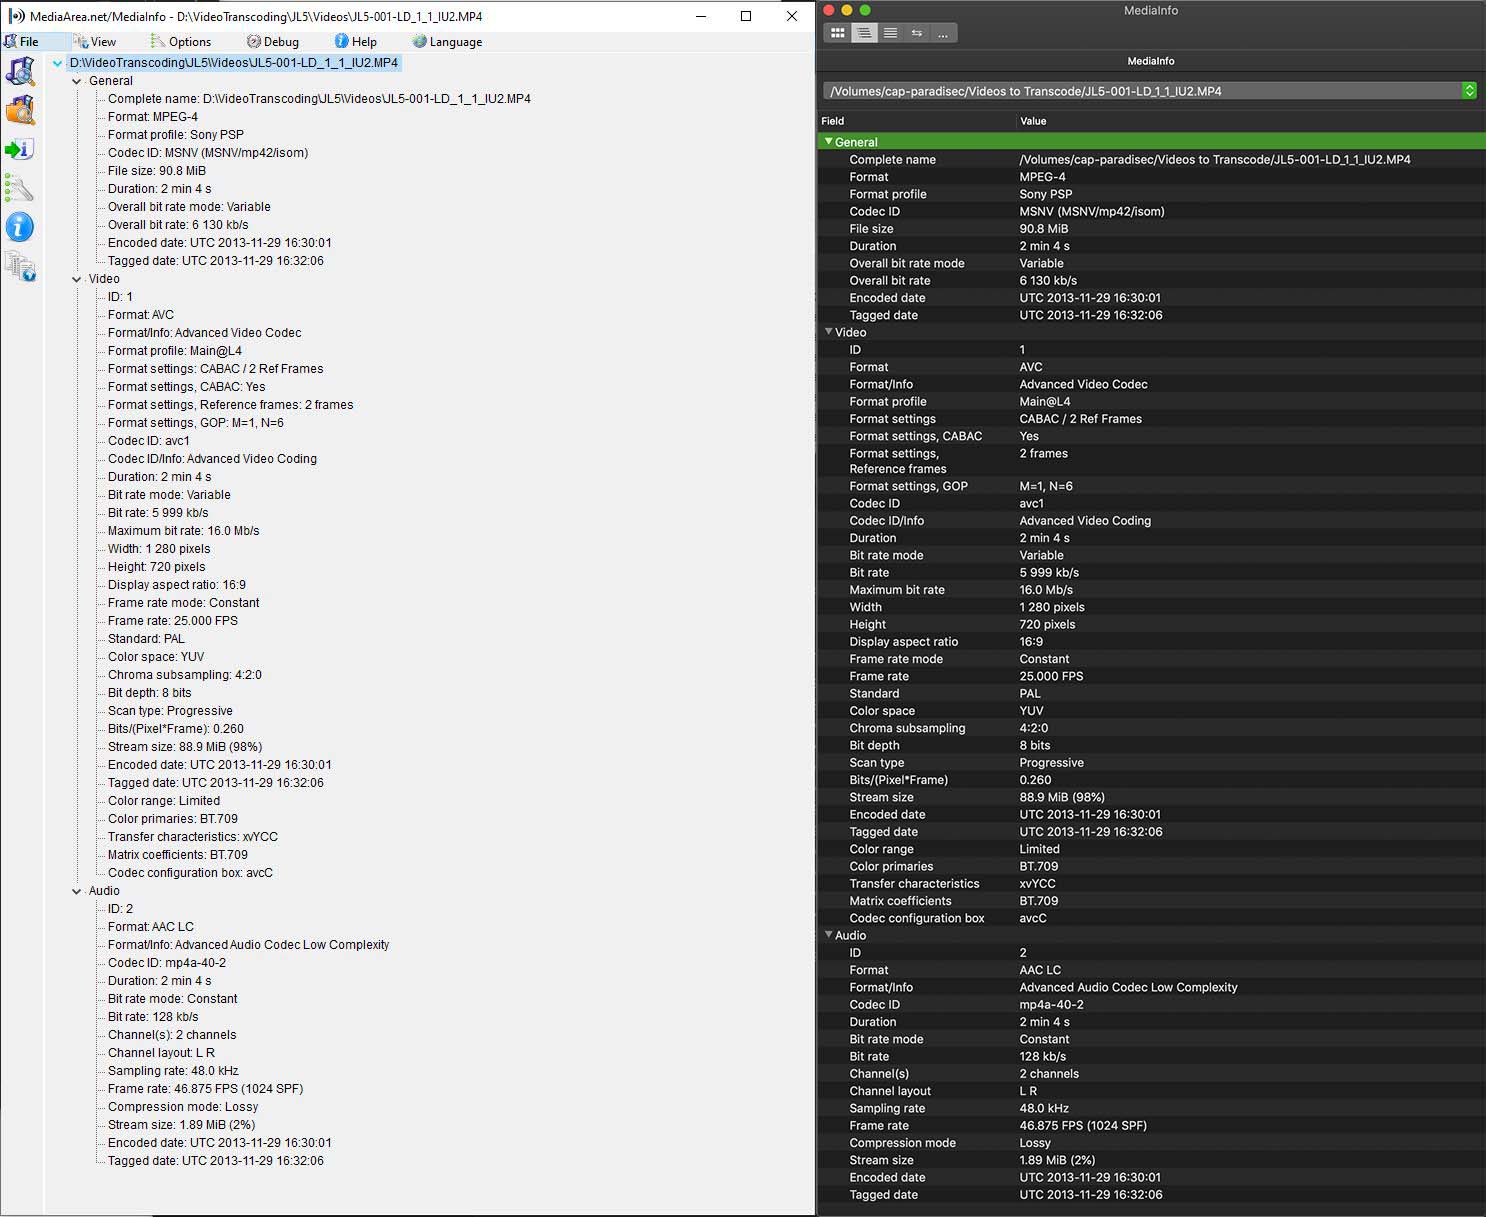 MediaArea.net/MediaInfo - D:\VideoTranscoding\JL5\Videos\JL5-001-LD_1_1_IU2.MP4
File View Options Debug Help Language
D:\VideoTranscoding\JL5\Videos\JL5-001-LD_1_1_IU2.MP4
General
Complete name: D:\VideoTranscoding\JL5\Videos\JL5-001-LD_1_1_IU2.MP4
Format: MPEG-4
Format profile: Sony PSP
Codec ID: MSNV (MSNV/mp42/isom)
File size: 90.8 MiB
Duration: 2 min 4 s
Overall bit rate mode: Variable
Overall bit rate: 6 130 kb/s
Encoded date: UTC 2013-11-29 16:30:01
Tagged date: UTC 2013-11-29 16:32:06
Video
ID: 1
Format: AVC
Format/Info: Advanced Video Codec
Format profile: Main@L4
Format settings: CABAC / 2 Ref Frames
Format settings, CABAC: Yes
Format settings, Reference frames: 2 frames
Format settings, GOP: M=1, N=6
Codec ID: avc1
Codec ID/Info: Advanced Video Coding
Duration: 2 min 4 s
Bit rate mode: Variable
Bit rate: 5 999 kb/s
Maximum bit rate: 16.0 Mb/s
Width: 1 280 pixels
Height: 720 pixels
Display aspect ratio: 16:9
Frame rate mode: Constant
Frame rate: 25.000 FPS
Standard: PAL
Color space: YUV
Chroma subsampling: 4:2:0
Bit depth: 8 bits
Scan type: Progressive
Bits/(Pixel*Frame): 0.260
Stream size: 88.9 MiB (98%)
Encoded date: UTC 2013-11-29 16:30:01
Tagged date: UTC 2013-11-29 16:32:06
Color range: Limited
Color primaries: BT.709
Transfer characteristics: xvYCC
Matrix coefficients: BT.709
Codec configuration box: avcC
Audio
ID: 2
Format: AAC LC
Format/Info: Advanced Audio Codec Low Complexity
Codec ID: mp4a-40-2
Duration: 2 min 4 s
Bit rate mode: Constant
Bit rate: 128 kb/s
Channel(s): 2 channels
Channel layout: L R
Sampling rate: 48.0 kHz
Frame rate: 46.875 FPS (1024 SPF)
Compression mode: Lossy
Stream size: 1.89 MiB (2%)
Encoded date: UTC 2013-11-29 16:30:01
Tagged date: UTC 2013-11-29 16:32:06
MediaInfo
...
MediaInfo
/Volumes/cap-paradisec/Videos to Transcode/JL5-001-LD_1_1_IU2.MP4
Field Value
General
Complete name /Volumes/cap-paradisec/Videos to Transcode/JL5-001-LD_1_1_IU2.MP4
Format MPEG-4
Format profile Sony PSP
Codec ID MSNV (MSNV/mp42/isom)
File size 90.8 MiB
Duration 2 min 4 s
Overall bit rate mode Variable
Overall bit rate 6 130 kb/s
Encoded date UTC 2013-11-29 16:30:01
Tagged date UTC 2013-11-29 16:32:06
Video
ID 1
Format AVC
Format/Info Advanced Video Codec
Format profile Main@L4
Format settings CABAC / 2 Ref Frames
Format settings, CABAC Yes
Format settings, 2 frames
Reference frames
Format settings, GOP M=1, N=6
Codec ID avc1
Codec ID/Info Advanced Video Coding
Duration 2 min 4 s
Bit rate mode Variable
Bit rate 5 999 kb/s
Maximum bit rate 16.0 Mb/s
Width 1 280 pixels
Height 720 pixels
Display aspect ratio 16:9
Frame rate mode Constant
Frame rate 25.000 FPS
Standard PAL
Color space YUV
Chroma subsampling 4:2:0
Bit depth 8 bits
Scan type Progressive
Bits/(Pixel*Frame) 0.260
Stream size 88.9 MiB (98%)
Encoded date UTC 2013-11-29 16:30:01
Tagged date UTC 2013-11-29 16:32:06
Color range Limited
Color primaries BT.709
Transfer characteristics xvYCC
Matrix coefficients BT.709
Codec configuration box avcC
Audio
ID 2
Format AAC LC
Format/Info Advanced Audio Codec Low Complexity
Codec ID mp4a-40-2
Duration 2 min 4 s
Bit rate mode Constant
Bit rate 128 kb/s
Channel(s) 2 channels
Channel layout L R
Sampling rate 48.0 kHz
Frame rate 46.875 FPS (1024 SPF)
Compression mode Lossy
Stream size 1.89 MiB (2%)
Encoded date UTC 2013-11-29 16:30:01
Tagged date UTC 2013-11-29 16:32:06